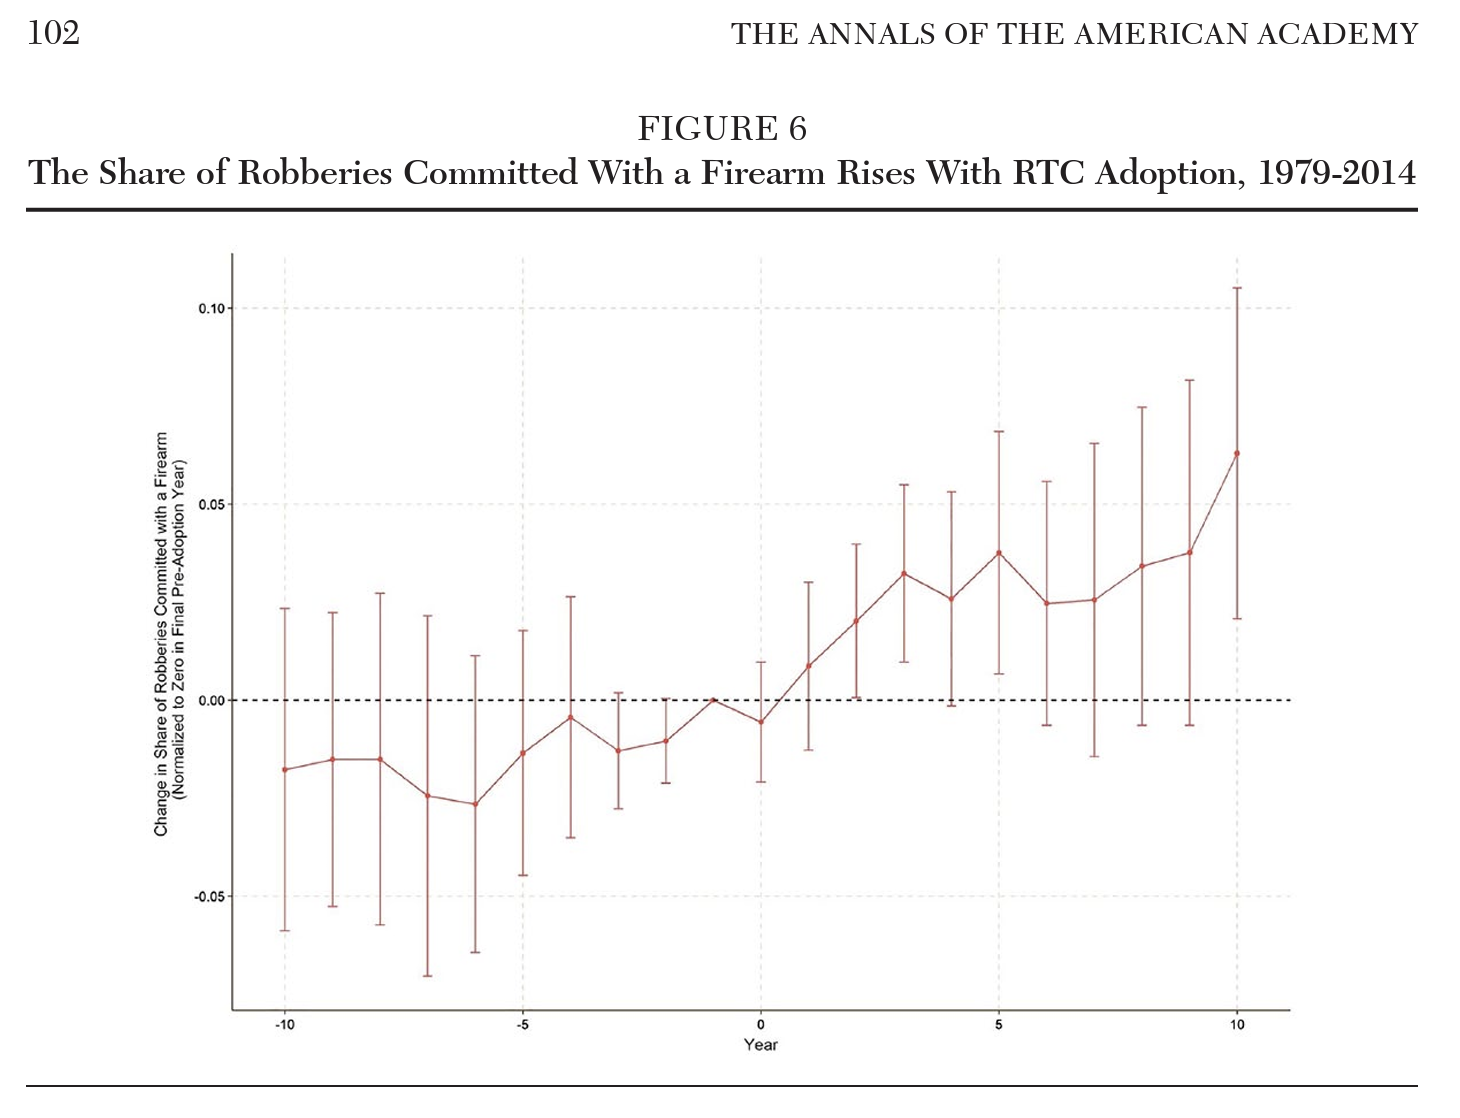 102
THE ANNALS OF THE AMERICAN ACADEMY
FIGURE 6
The Share of Robberies Committed With a Firearm Rises With RTC Adoption, 1979-2014
Change in Share of Robberies Committed with a Firearm
(Normalized to Zero in Final Pre-Adoption Year)
0.10
0.05
0.00
-0.05
-10
-5
0
5
10
Year